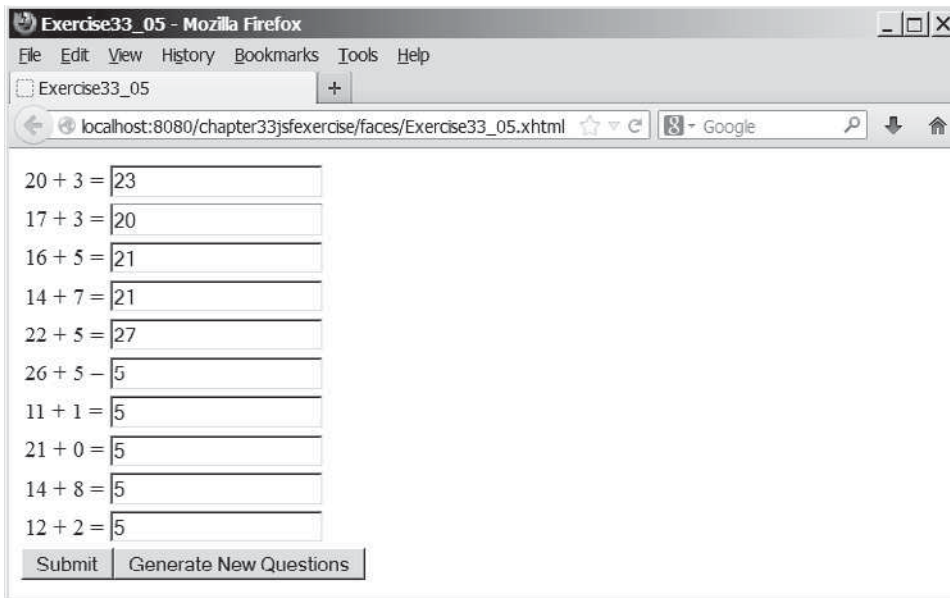 Exercise33_05 - Mozilla Firefox
File Edit View History Bookmarks Tools Help
Exercise33_05 +
localhost:8080/chapter33jsfexercise/faces/Exercise33_05.xhtml 8 - Google
20 + 3 = 23
17 + 3 = 20
16 + 5 = 21
14 + 7 = 21
22 + 5 = 27
26 + 5 – 5
11 + 1 = 5
21 + 0 = 5
14 + 8 = 5
12 + 2 = 5
Submit Generate New Questions